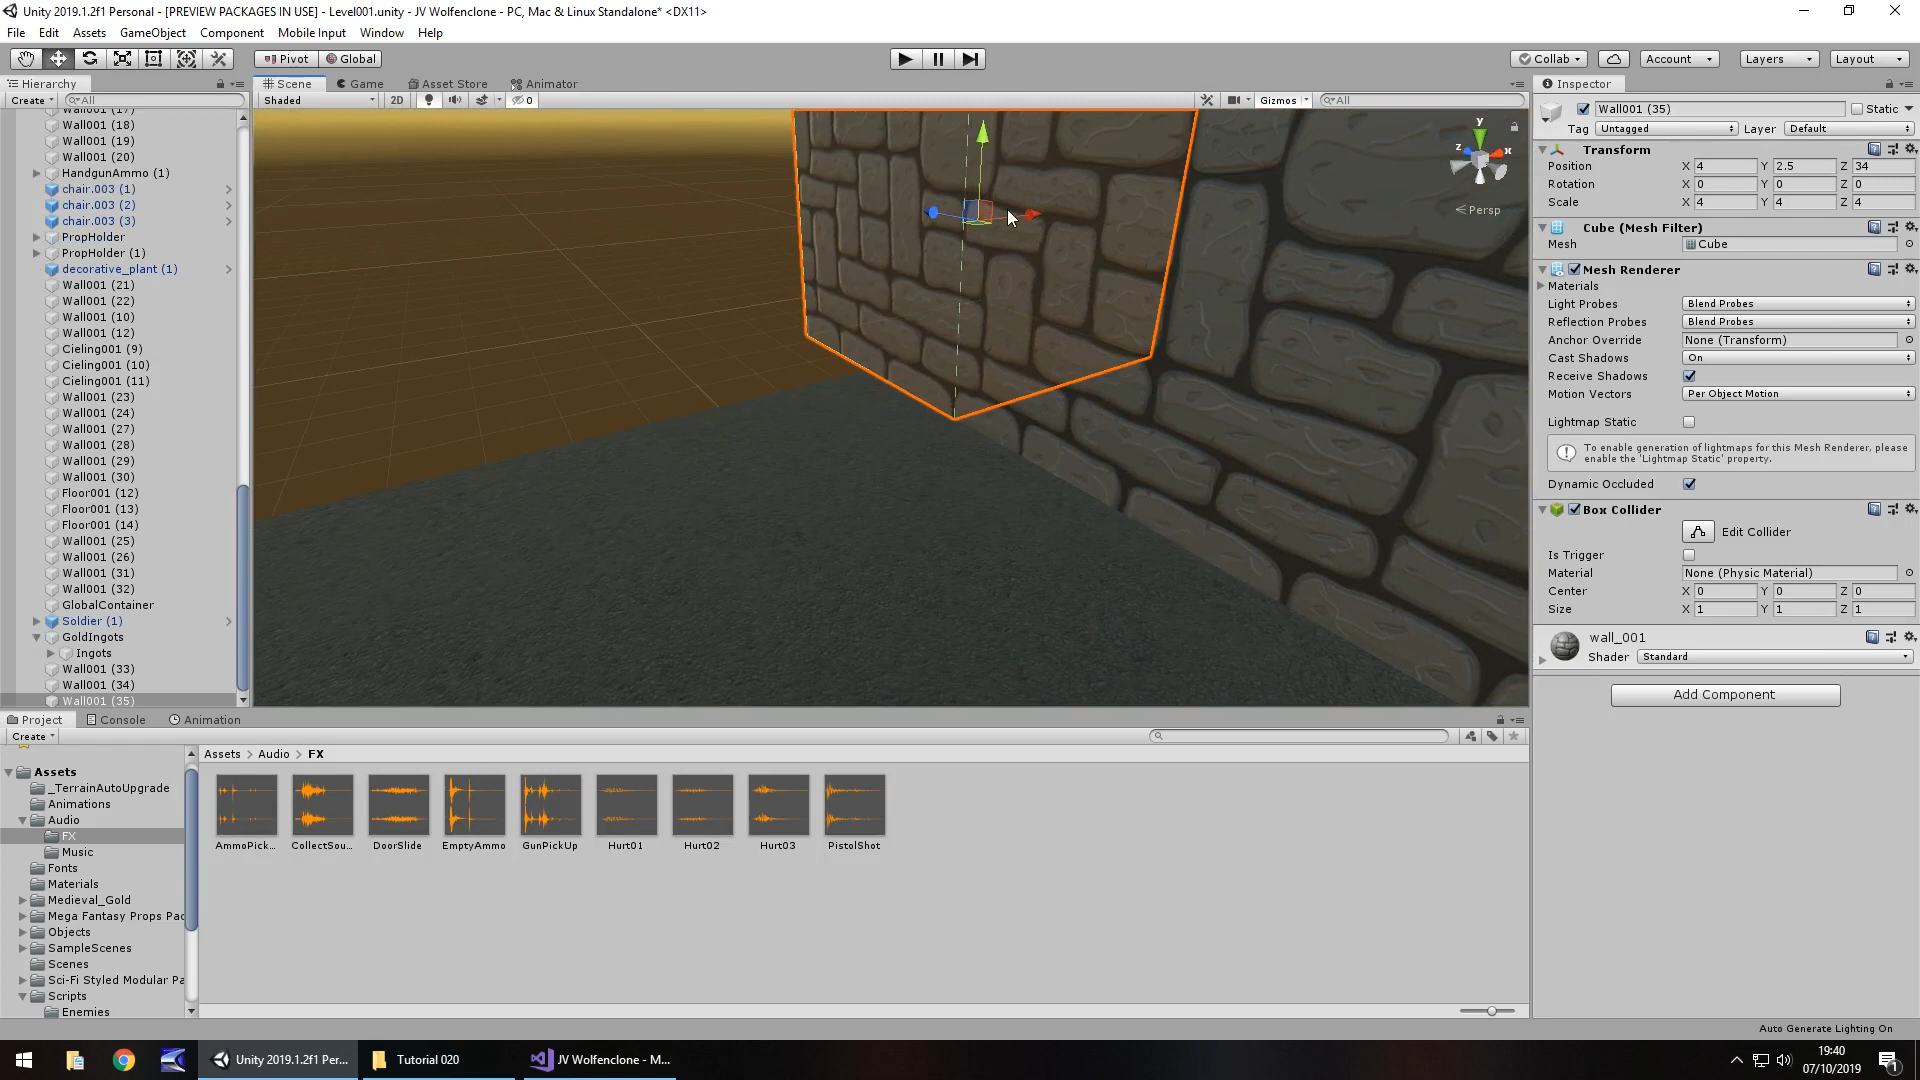 Unity 2019.1.2f1 Personal - [PREVIEW PACKAGES IN USE] - Level001.unity - JV Wolfenclone - PC, Mac & Linux Standalone* <DX11>
File Edit Assets GameObject Component Mobile Input Window Help
Pivot Global Collab Account Layers Layout
Hierarchy
Create All
Wall001 (17)
Wall001 (18)
Wall001 (19)
Wall001 (20)
HandgunAmmo (1)
chair.003 (1)
chair.003 (2)
chair.003 (3)
PropHolder
PropHolder (1)
decorative_plant (1)
Wall001 (21)
Wall001 (22)
Wall001 (10)
Wall001 (12)
Cieling001 (9)
Cieling001 (10)
Cieling001 (11)
Wall001 (23)
Wall001 (24)
Wall001 (27)
Wall001 (28)
Wall001 (29)
Wall001 (30)
Floor001 (12)
Floor001 (13)
Floor001 (14)
Wall001 (25)
Wall001 (26)
Wall001 (31)
Wall001 (32)
GlobalContainer
Soldier (1)
GoldIngots
Ingots
Wall001 (33)
Wall001 (34)
Wall001 (35)
Scene Game Asset Store Animator
Shaded 2D 0 Gizmos All
y
z x
Persp
Inspector
Wall001 (35) Static
Tag Untagged Layer Default
Transform
Position X 4 Y 2.5 Z 34
Rotation X 0 Y 0 Z 0
Scale X 4 Y 4 Z 4
Cube (Mesh Filter)
Mesh Cube
Mesh Renderer
Materials
Light Probes Blend Probes
Reflection Probes Blend Probes
Anchor Override None (Transform)
Cast Shadows On
Receive Shadows
Motion Vectors Per Object Motion
Lightmap Static
To enable generation of lightmaps for this Mesh Renderer, please
enable the 'Lightmap Static' property.
Dynamic Occluded
Box Collider
Edit Collider
Is Trigger
Material None (Physic Material)
Center X 0 Y 0 Z 0
Size X 1 Y 1 Z 1
wall_001
Shader Standard
Add Component
Project Console Animation
Create
Assets
_TerrainAutoUpgrade
Animations
Audio
FX
Music
Fonts
Materials
Medieval_Gold
Mega Fantasy Props Pac
Objects
SampleScenes
Scenes
Sci-Fi Styled Modular Pa
Scripts
Enemies
Assets > Audio > FX
AmmoPick... CollectSou... DoorSlide EmptyAmmo GunPickUp Hurt01 Hurt02 Hurt03 PistolShot
Auto Generate Lighting On
Unity 2019.1.2f1 Per... Tutorial 020 JV Wolfenclone - M...
19:40
07/10/2019
1